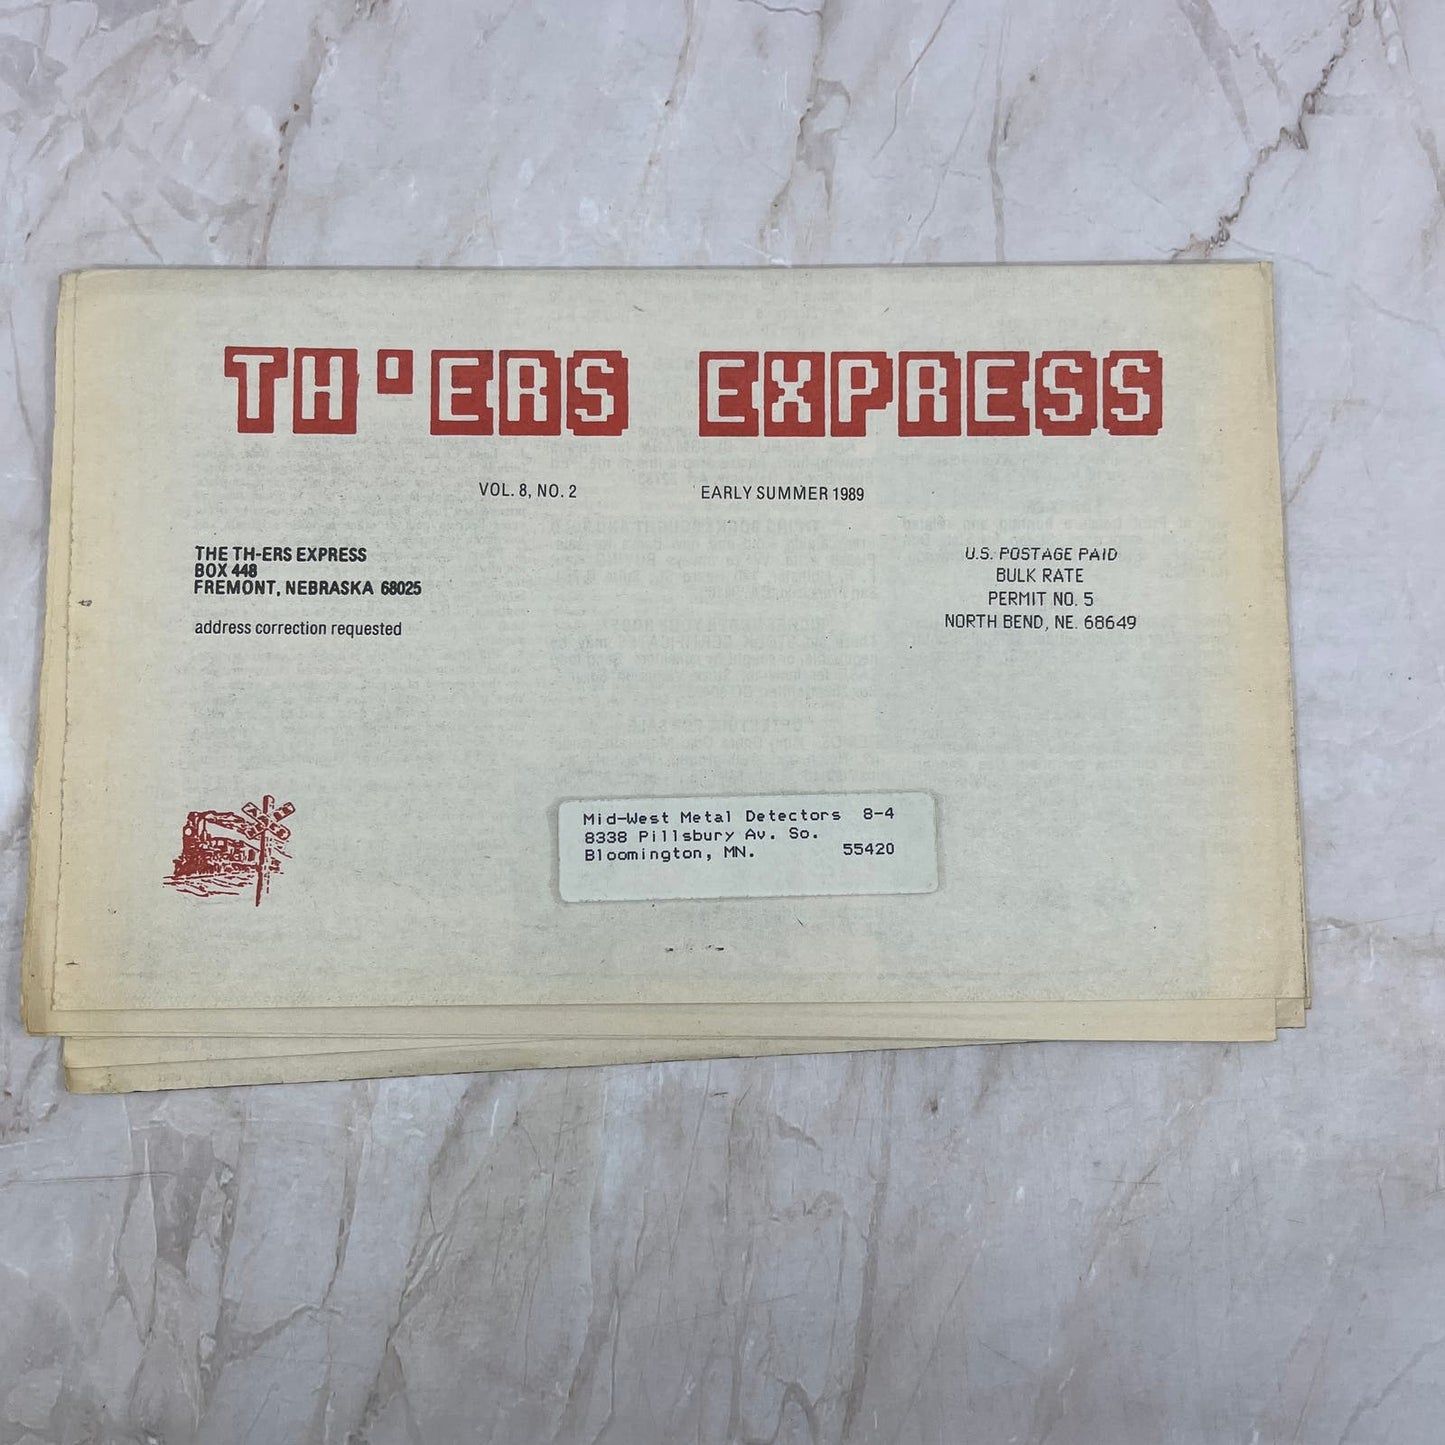 TH'ERS EXPRESS
VOL. 8, NO. 2 EARLY SUMMER 1989
THE TH-ERS EXPRESS
BOX 448
FREMONT, NEBRASKA 68025
address correction requested
U.S. POSTAGE PAID
BULK RATE
PERMIT NO. 5
NORTH BEND, NE. 68649
Mid-West Metal Detectors 8-4
8338 Pillsbury Av. So.
Bloomington, MN. 55420